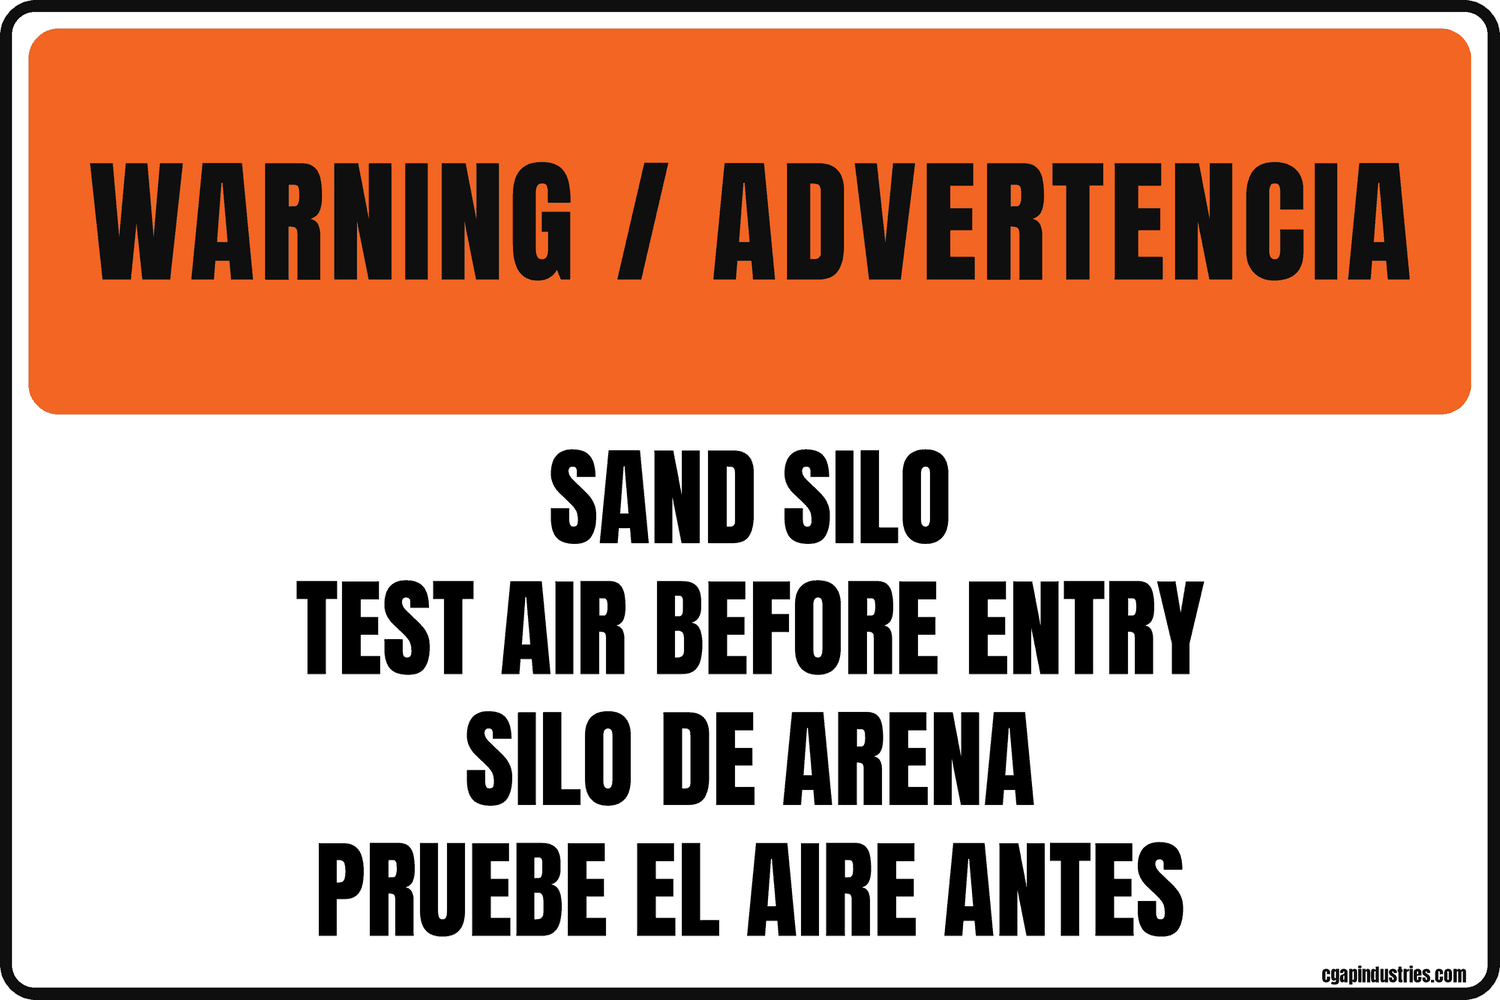 WARNING / ADVERTENCIA
SAND SILO
TEST AIR BEFORE ENTRY
SILO DE ARENA
PRUEBE EL AIRE ANTES
cgapindustries.com